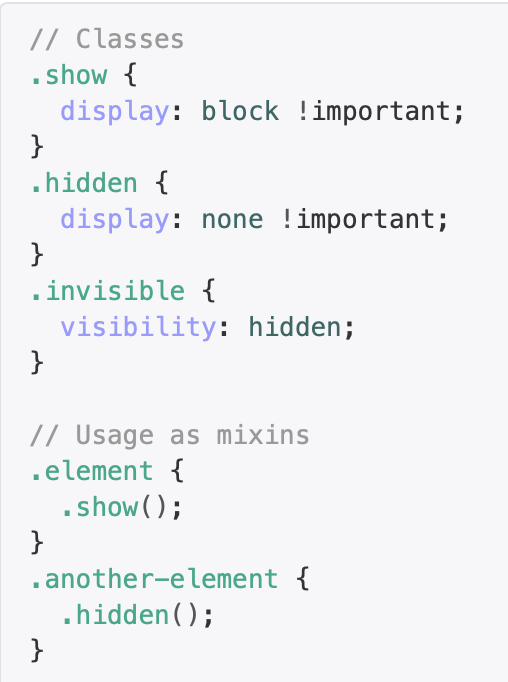 // Classes
.show {
  display: block !important;
}
.hidden {
  display: none !important;
}
.invisible {
  visibility: hidden;
}

// Usage as mixins
.element {
  .show();
}
.another-element {
  .hidden();
}